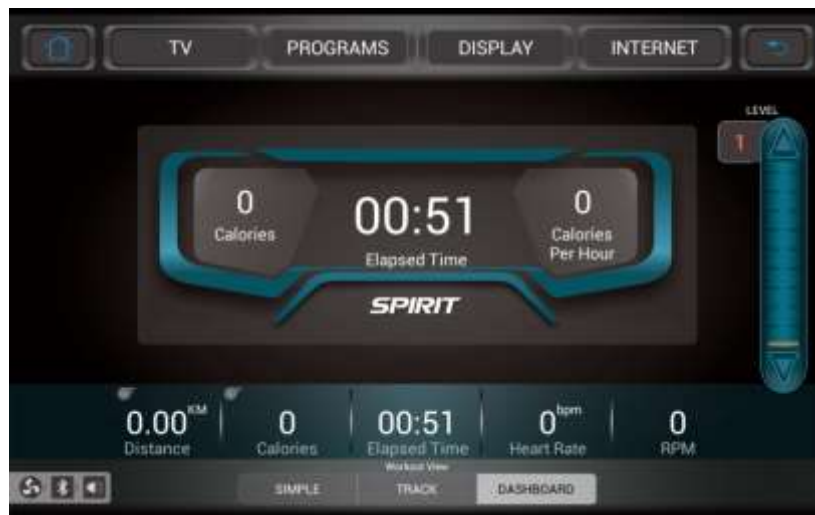 TV PROGRAMS DISPLAY INTERNET
LEVEL
1
0
Calories
00:51
Elapsed Time
0
Calories
Per Hour
SPIRIT
0.00 KM
Distance
0
Calories
00:51
Elapsed Time
0 bpm
Heart Rate
0
RPM
Workout View
SIMPLE TRACK DASHBOARD